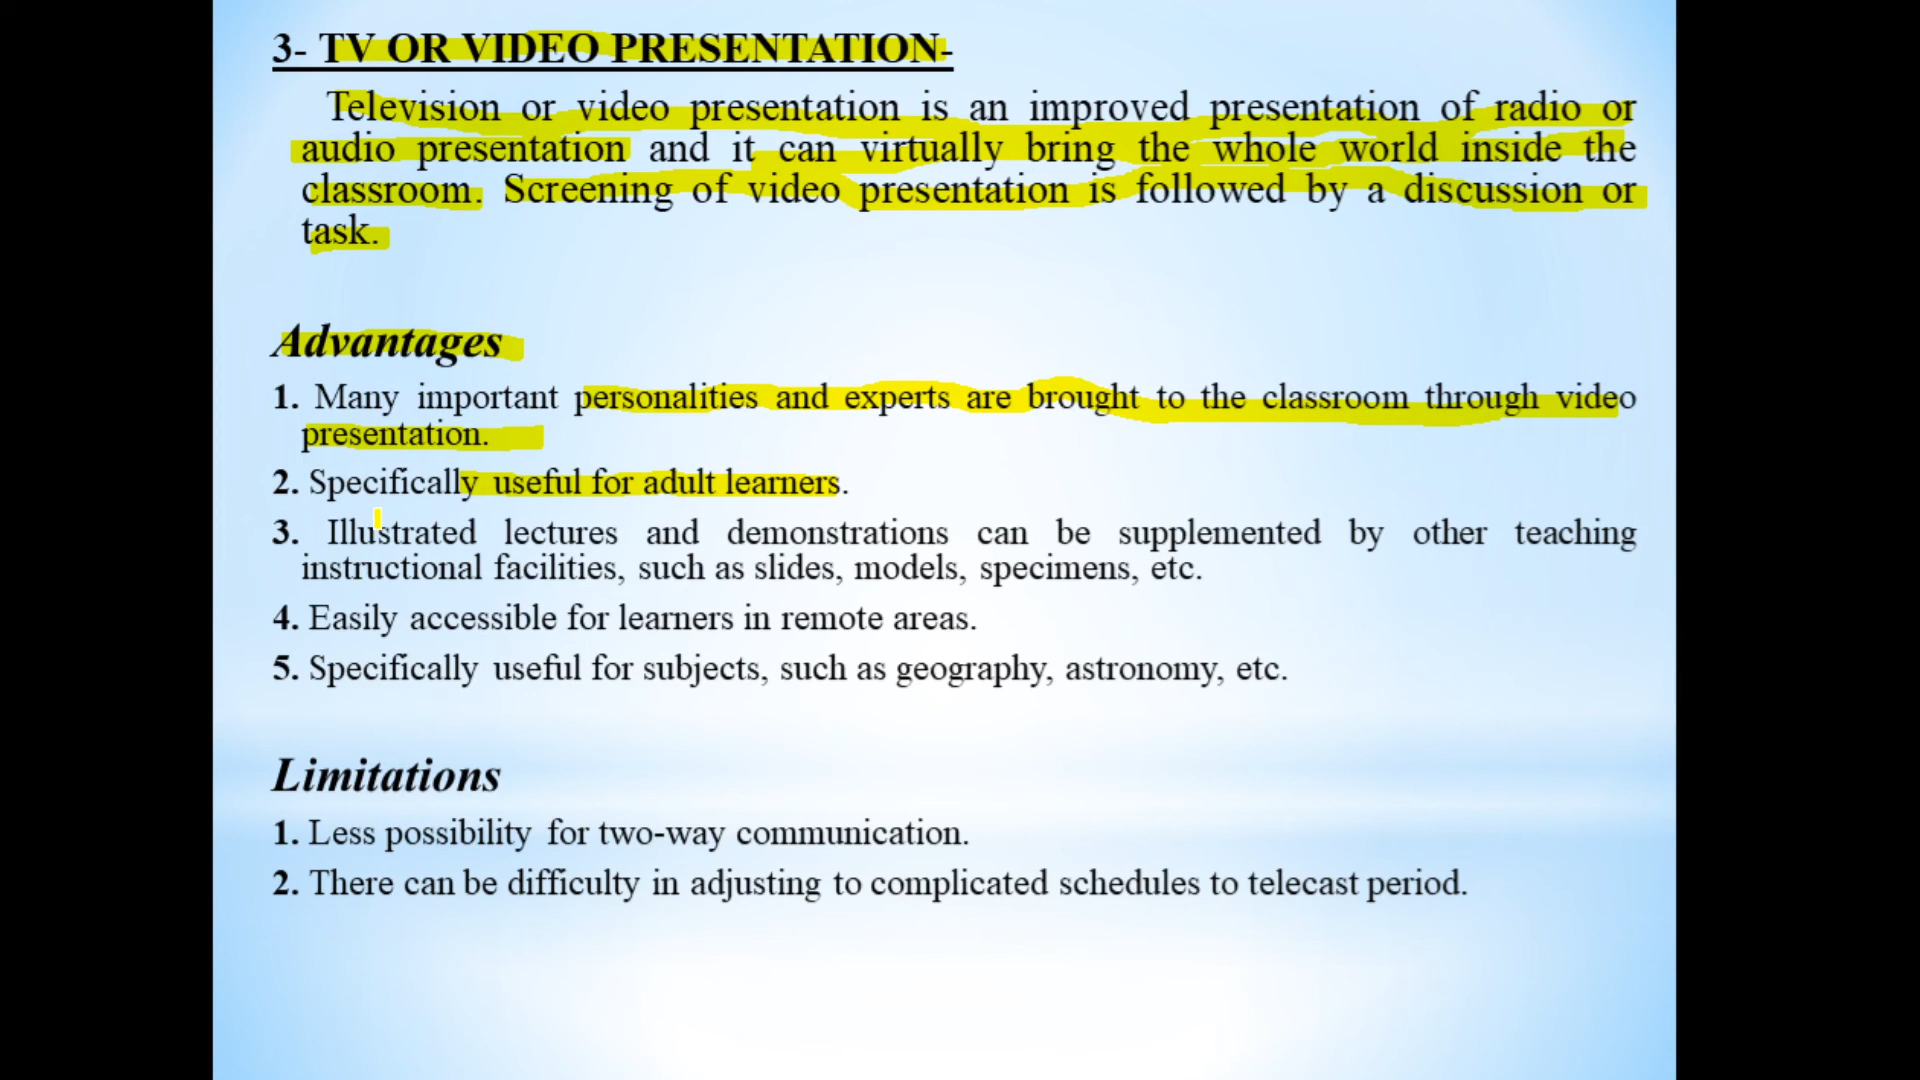 3- TV OR VIDEO PRESENTATION-
Television or video presentation is an improved presentation of radio or
audio presentation and it can virtually bring the whole world inside the
classroom. Screening of video presentation is followed by a discussion or
task.
Advantages
1. Many important personalities and experts are brought to the classroom through video
presentation.
2. Specifically useful for adult learners.
3. Illustrated lectures and demonstrations can be supplemented by other teaching
instructional facilities, such as slides, models, specimens, etc.
4. Easily accessible for learners in remote areas.
5. Specifically useful for subjects, such as geography, astronomy, etc.
Limitations
1. Less possibility for two-way communication.
2. There can be difficulty in adjusting to complicated schedules to telecast period.